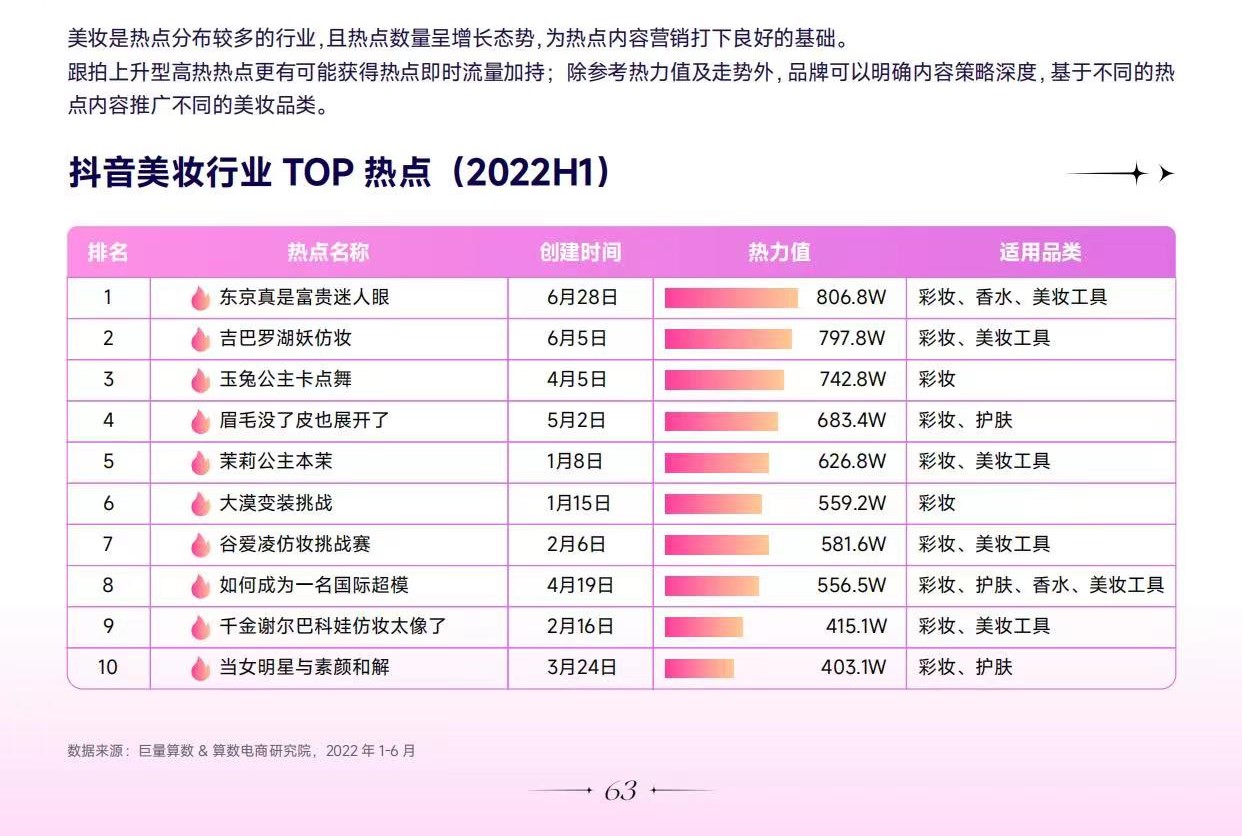 美妆是热点分布较多的行业,且热点数量呈增长态势,为热点内容营销打下良好的基础。
跟拍上升型高热热点更有可能获得热点即时流量加持；除参考热力值及走势外,品牌可以明确内容策略深度,基于不同的热
点内容推广不同的美妆品类。
抖音美妆行业 TOP 热点（2022H1）
排名 热点名称 创建时间 热力值 适用品类
1 东京真是富贵迷人眼 6月28日 806.8W 彩妆、香水、美妆工具
2 吉巴罗湖妖仿妆 6月5日 797.8W 彩妆、美妆工具
3 玉兔公主卡点舞 4月5日 742.8W 彩妆
4 眉毛没了皮也展开了 5月2日 683.4W 彩妆、护肤
5 茉莉公主本茉 1月8日 626.8W 彩妆、美妆工具
6 大漠变装挑战 1月15日 559.2W 彩妆
7 谷爱凌仿妆挑战赛 2月6日 581.6W 彩妆、美妆工具
8 如何成为一名国际超模 4月19日 556.5W 彩妆、护肤、香水、美妆工具
9 千金谢尔巴科娃仿妆太像了 2月16日 415.1W 彩妆、美妆工具
10 当女明星与素颜和解 3月24日 403.1W 彩妆、护肤
数据来源：巨量算数 & 算数电商研究院，2022 年 1-6 月
63